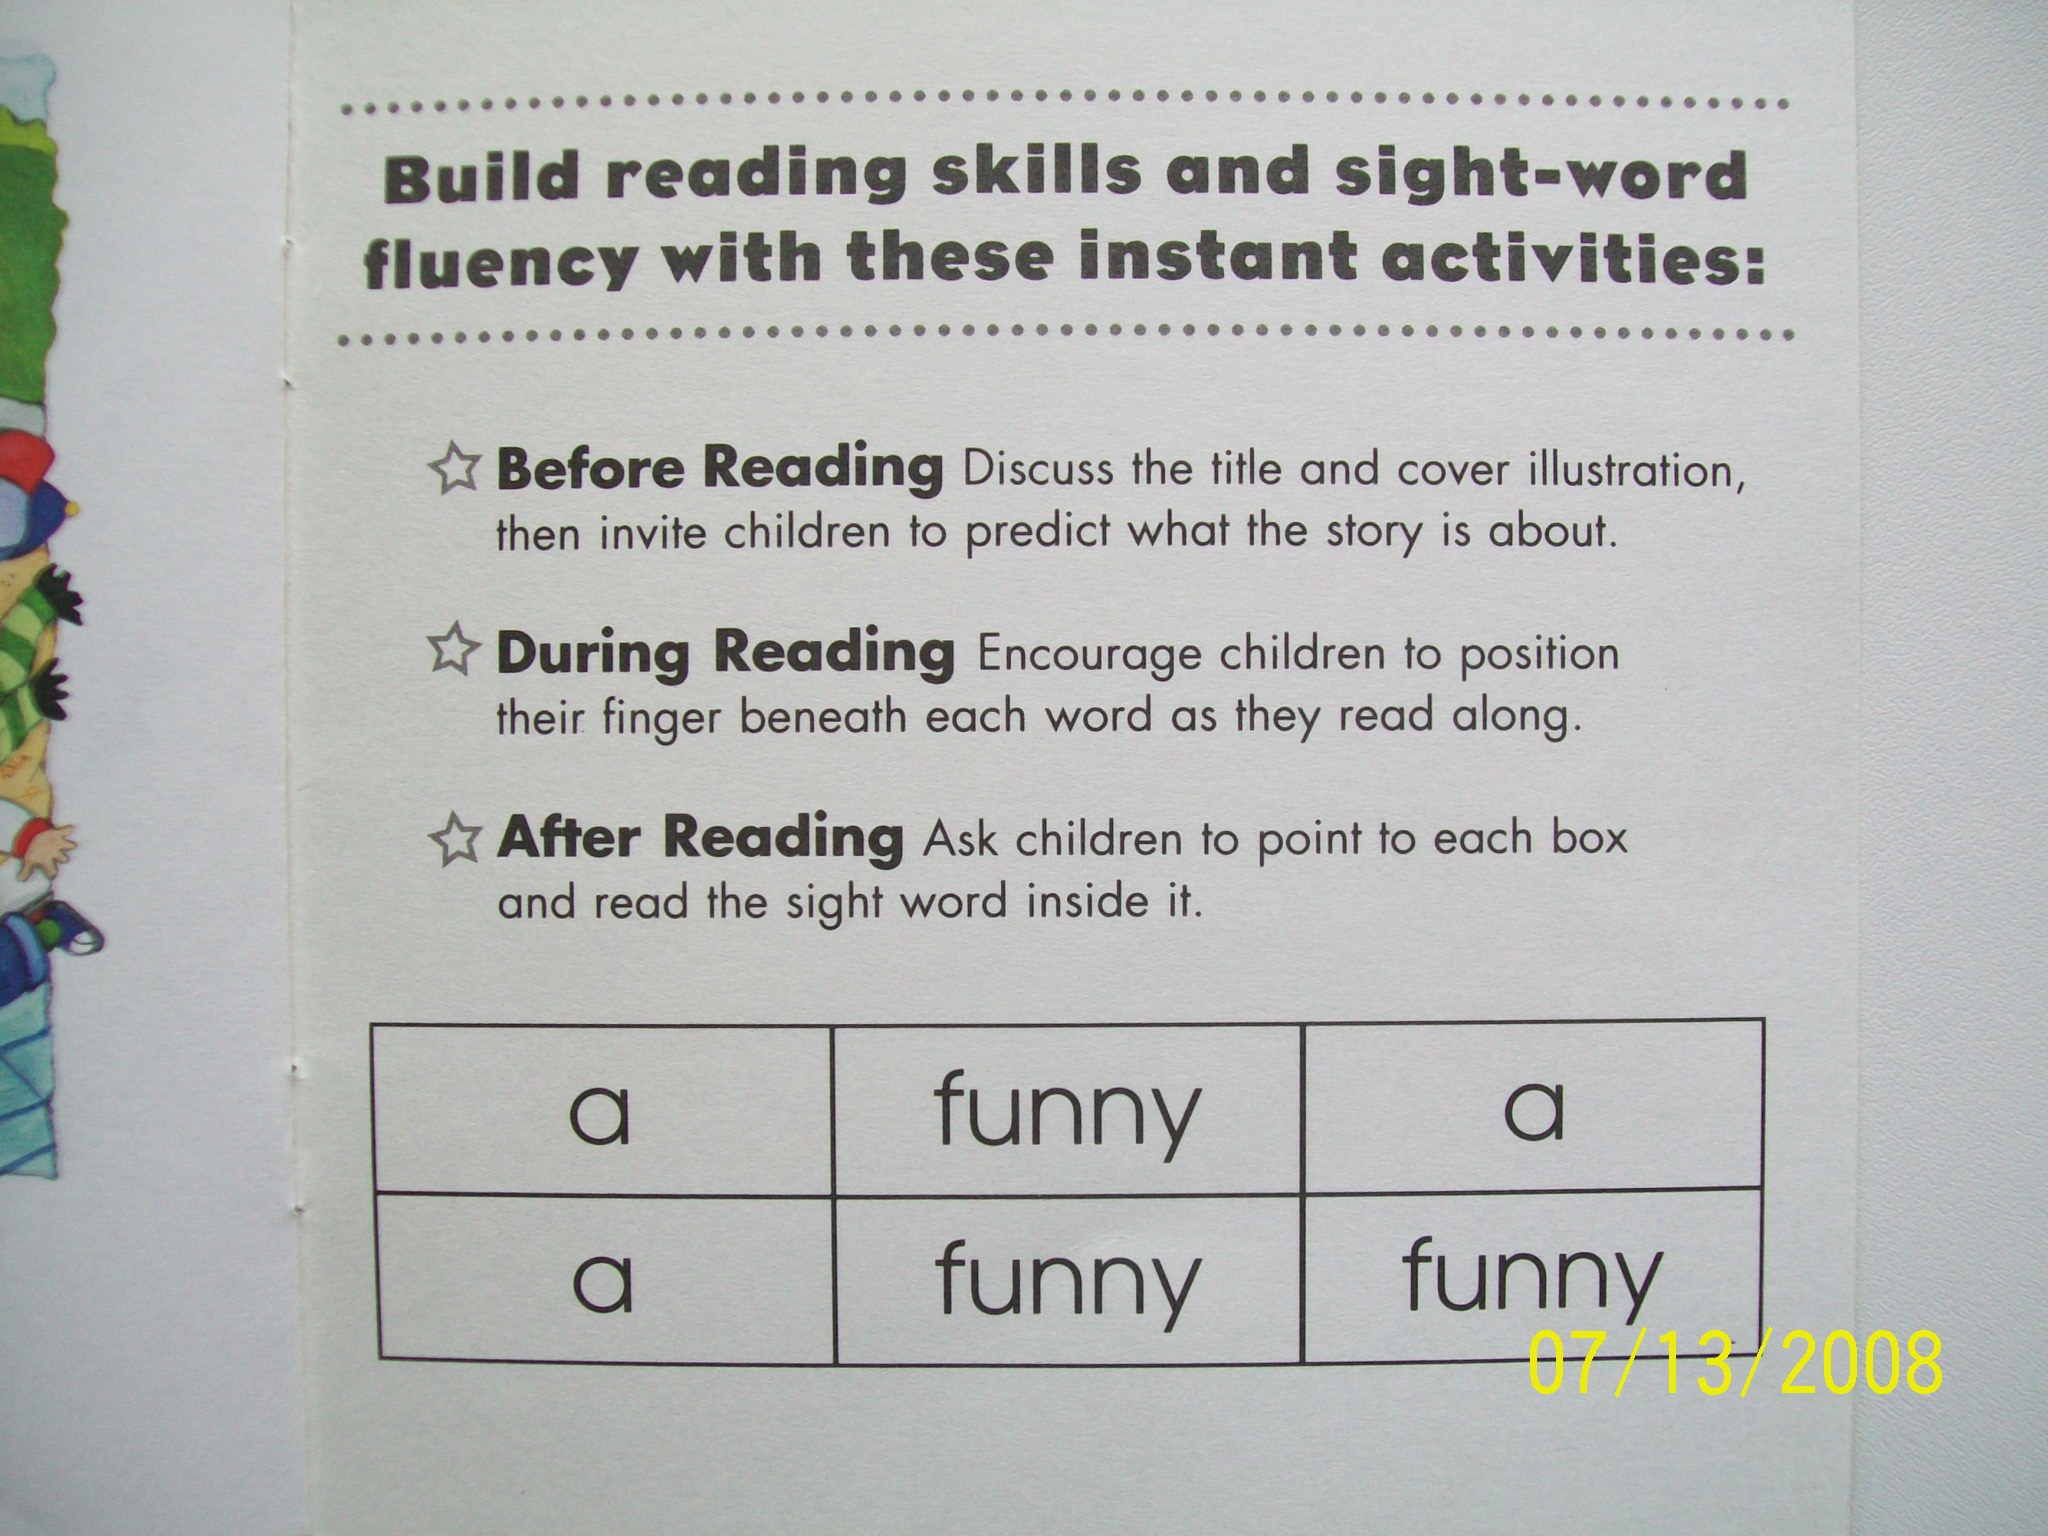 Build reading skills and sight-word
fluency with these instant activities:
Before Reading Discuss the title and cover illustration,
then invite children to predict what the story is about.
During Reading Encourage children to position
their finger beneath each word as they read along.
After Reading Ask children to point to each box
and read the sight word inside it.
a funny a
a funny funny
07/13/2008